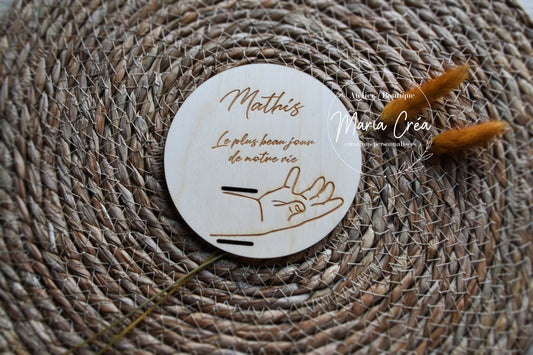 Mathis
Le plus beau jour
de notre vie
Atelier / Boutique
Maria Créa
créations personnalisées